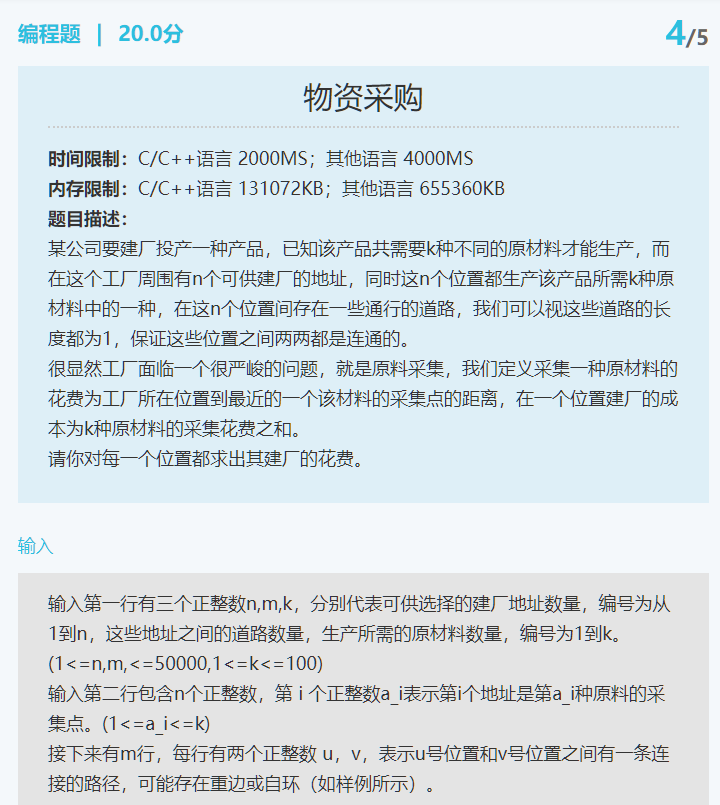 编程题 | 20.0分
4/5
物资采购
时间限制：C/C++语言 2000MS；其他语言 4000MS
内存限制：C/C++语言 131072KB；其他语言 655360KB
题目描述：
某公司要建厂投产一种产品，已知该产品共需要k种不同的原材料才能生产，而
在这个工厂周围有n个可供建厂的地址，同时这n个位置都生产该产品所需k种原
材料中的一种，在这n个位置间存在一些通行的道路，我们可以视这些道路的长
度都为1，保证这些位置之间两两都是连通的。
很显然工厂面临一个很严峻的问题，就是原料采集，我们定义采集一种原材料的
花费为工厂所在位置到最近的一个该材料的采集点的距离，在一个位置建厂的成
本为k种原材料的采集花费之和。
请你对每一个位置都求出其建厂的花费。
输入
输入第一行有三个正整数n,m,k，分别代表可供选择的建厂地址数量，编号为从
1到n，这些地址之间的道路数量，生产所需的原材料数量，编号为1到k。
(1<=n,m,<=50000,1<=k<=100)
输入第二行包含n个正整数，第 i 个正整数a_i表示第i个地址是第a_i种原料的采
集点。(1<=a_i<=k)
接下来有m行，每行有两个正整数 u，v，表示u号位置和v号位置之间有一条连
接的路径，可能存在重边或自环（如样例所示）。